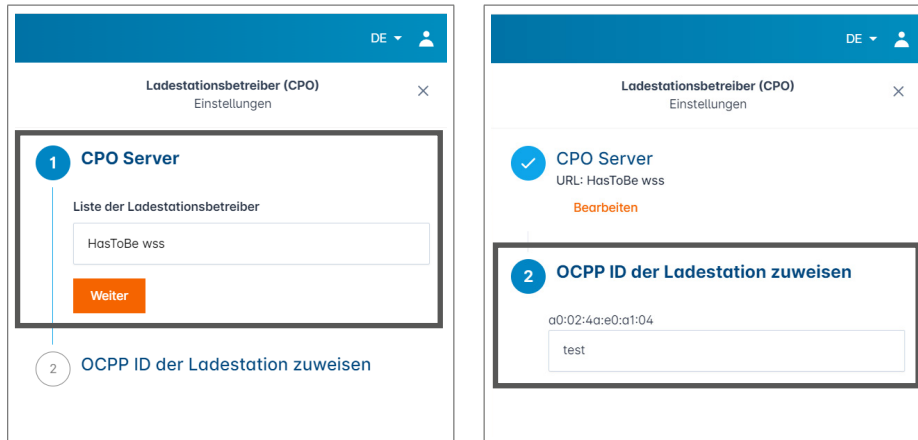 DE
Ladestationsbetreiber (CPO)
Einstellungen
1 CPO Server
Liste der Ladestationsbetreiber
HasToBe wss
Weiter
2 OCPP ID der Ladestation zuweisen
DE
Ladestationsbetreiber (CPO)
Einstellungen
CPO Server
URL: HasToBe wss
Bearbeiten
2 OCPP ID der Ladestation zuweisen
a0:02:4a:e0:a1:04
test